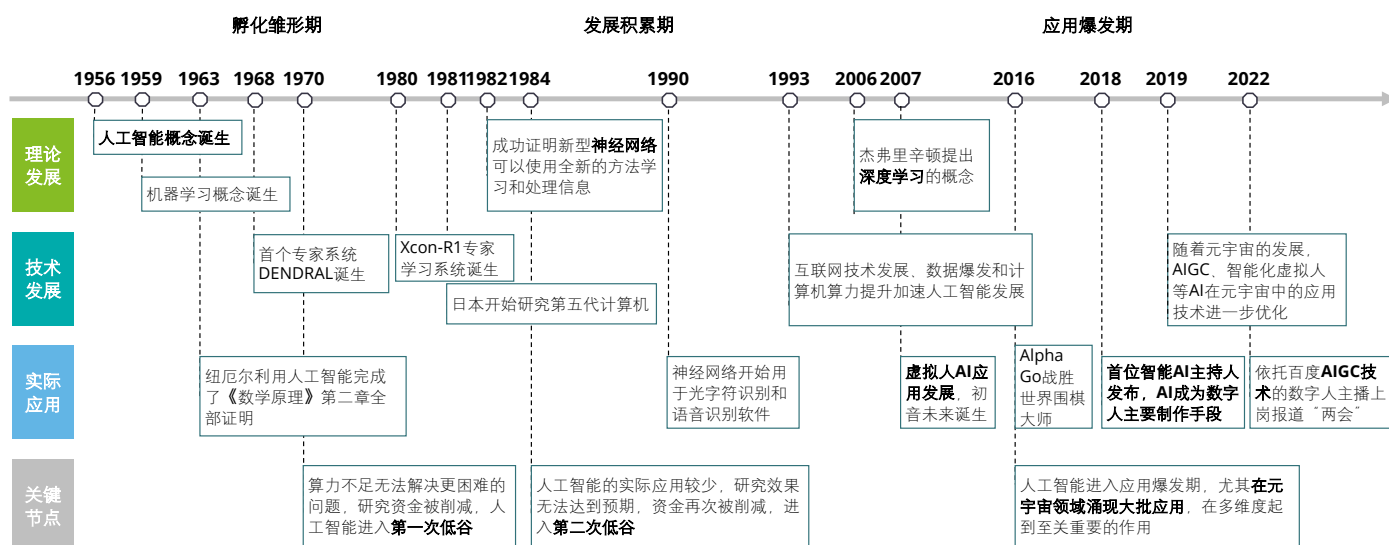 孵化雏形期
发展积累期
应用爆发期
1956
1959
1963
1968
1970
1980
1981
1982
1984
1990
1993
2006
2007
2016
2018
2019
2022
理论
发展
人工智能概念诞生
机器学习概念诞生
成功证明新型神经网络
可以使用全新的方法学
习和处理信息
杰弗里辛顿提出
深度学习的概念
技术
发展
首个专家系统
DENDRAL诞生
Xcon-R1专家
学习系统诞生
日本开始研究第五代计算机
互联网技术发展、数据爆发和计
算机算力提升加速人工智能发展
随着元宇宙的发展，
AIGC、智能化虚拟人
等AI在元宇宙中的应用
技术进一步优化
实际
应用
纽厄尔利用人工智能完成
了《数学原理》第二章全
部证明
神经网络开始用
于光字符识别和
语音识别软件
虚拟人AI应
用发展，初
音未来诞生
Alpha
Go战胜
世界围棋
大师
首位智能AI主持人
发布，AI成为数字
人主要制作手段
依托百度AIGC技
术的数字人主播上
岗报道“两会”
关键
节点
算力不足无法解决更困难的
问题，研究资金被削减，人
工智能进入第一次低谷
人工智能的实际应用较少，研究效果
无法达到预期，资金再次被削减，进
入第二次低谷
人工智能进入应用爆发期，尤其在元
宇宙领域涌现大批应用，在多维度起
到至关重要的作用